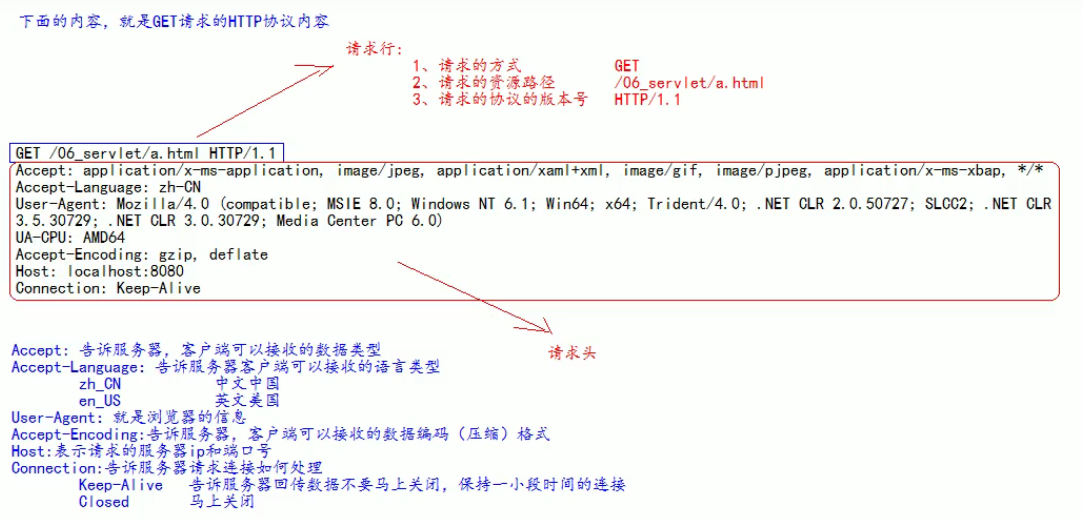 下面的内容，就是GET请求的HTTP协议内容
请求行：
1、请求的方式 GET
2、请求的资源路径 /06_servlet/a.html
3、请求的协议的版本号 HTTP/1.1
GET /06_servlet/a.html HTTP/1.1
Accept: application/x-ms-application, image/jpeg, application/xaml+xml, image/gif, image/pjpeg, application/x-ms-xbap, */*
Accept-Language: zh-CN
User-Agent: Mozilla/4.0 (compatible; MSIE 8.0; Windows NT 6.1; Win64; x64; Trident/4.0; .NET CLR 2.0.50727; SLCC2; .NET CLR
3.5.30729; .NET CLR 3.0.30729; Media Center PC 6.0)
UA-CPU: AMD64
Accept-Encoding: gzip, deflate
Host: localhost:8080
Connection: Keep-Alive
请求头
Accept: 告诉服务器，客户端可以接收的数据类型
Accept-Language: 告诉服务器客户端可以接收的语言类型
zh_CN 中文中国
en_US 英文美国
User-Agent: 就是浏览器的信息
Accept-Encoding:告诉服务器，客户端可以接收的数据编码（压缩）格式
Host:表示请求的服务器ip和端口号
Connection:告诉服务器请求连接如何处理
Keep-Alive 告诉服务器回传数据不要马上关闭，保持一小段时间的连接
Closed 马上关闭